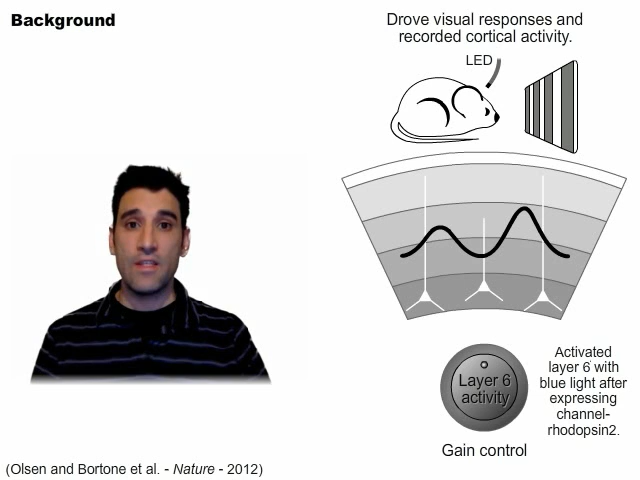 Background
Drove visual responses and
recorded cortical activity.
LED
Layer 6
activity
Activated
layer 6 with
blue light after
expressing
channel-
rhodopsin2.
Gain control
(Olsen and Bortone et al. - Nature - 2012)